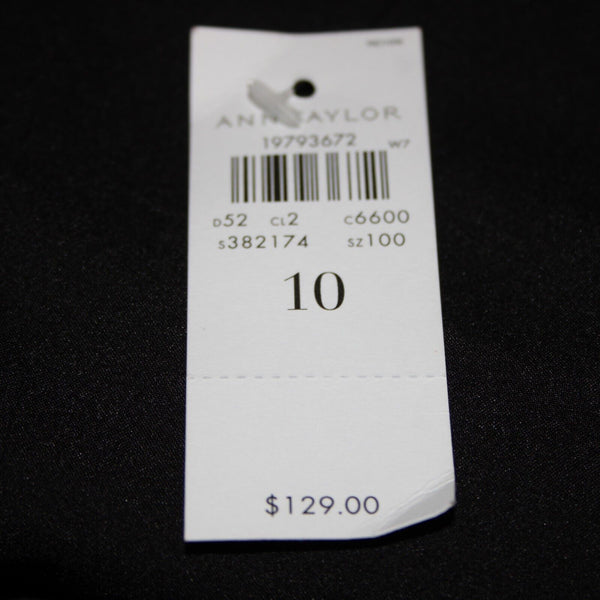 ANN TAYLOR
19793672 W7
D52 CL2 C6600
S382174 SZ100
10
$129.00